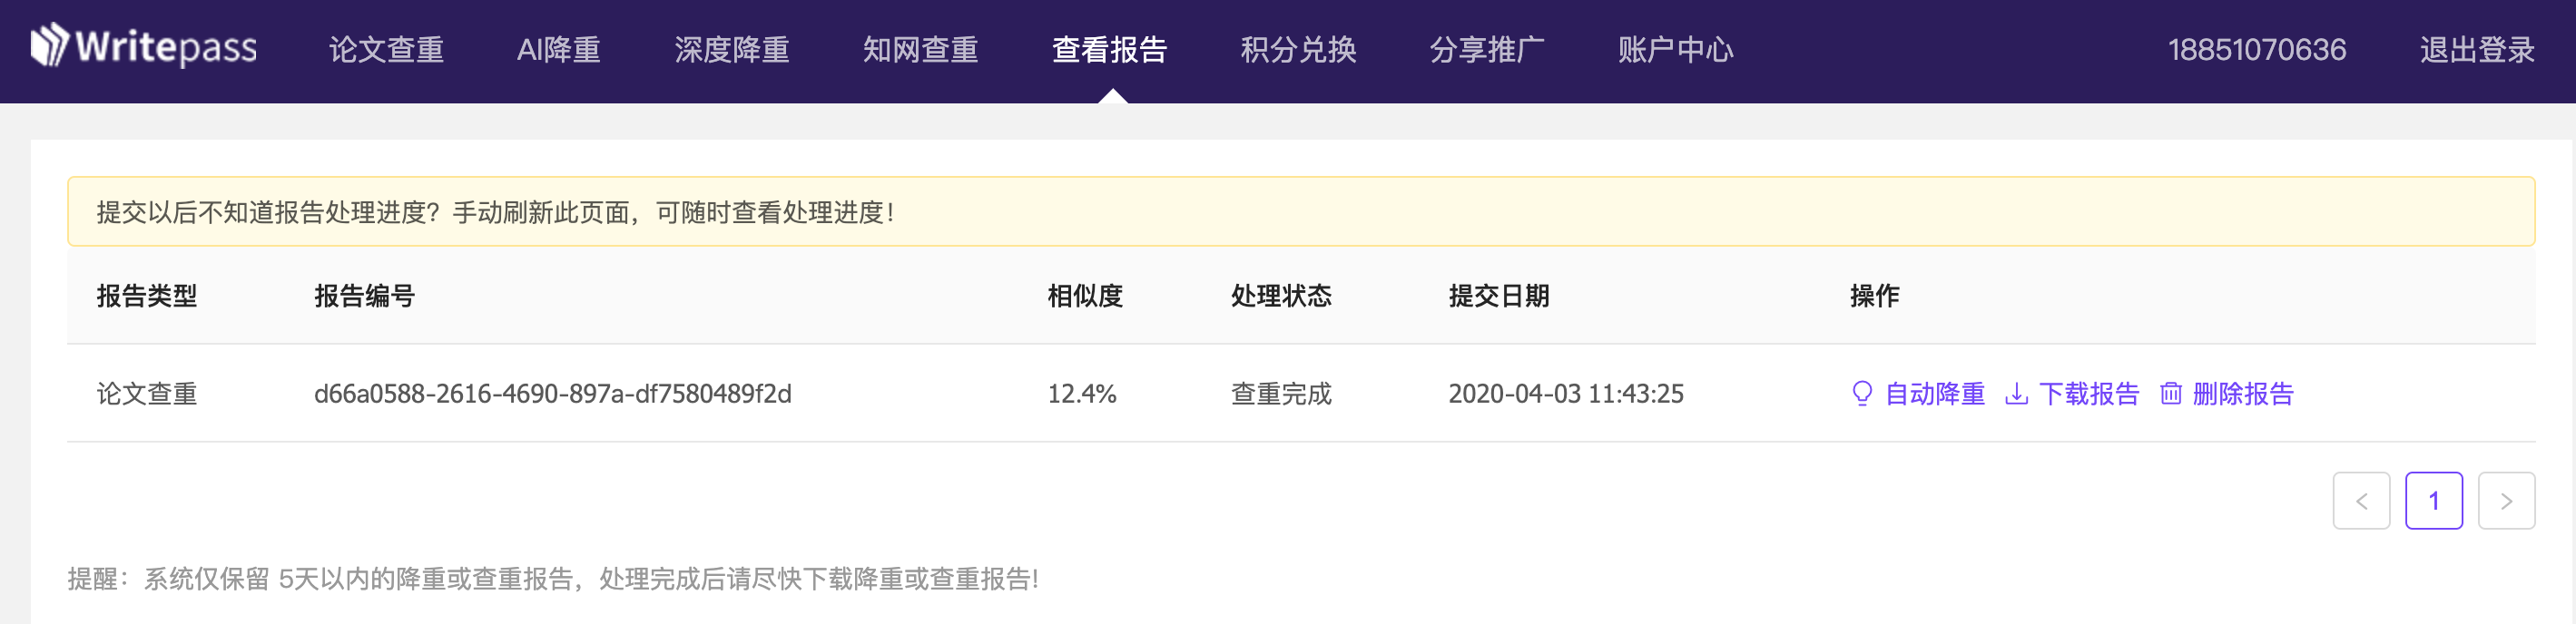 Writepass 论文查重 AI降重 深度降重 知网查重 查看报告 积分兑换 分享推广 账户中心 18851070636 退出登录
提交以后不知道报告处理进度？手动刷新此页面，可随时查看处理进度！
报告类型 报告编号 相似度 处理状态 提交日期 操作
论文查重 d66a0588-2616-4690-897a-df7580489f2d 12.4% 查重完成 2020-04-03 11:43:25 自动降重 下载报告 删除报告
< 1 >
提醒：系统仅保留 5天以内的降重或查重报告，处理完成后请尽快下载降重或查重报告!